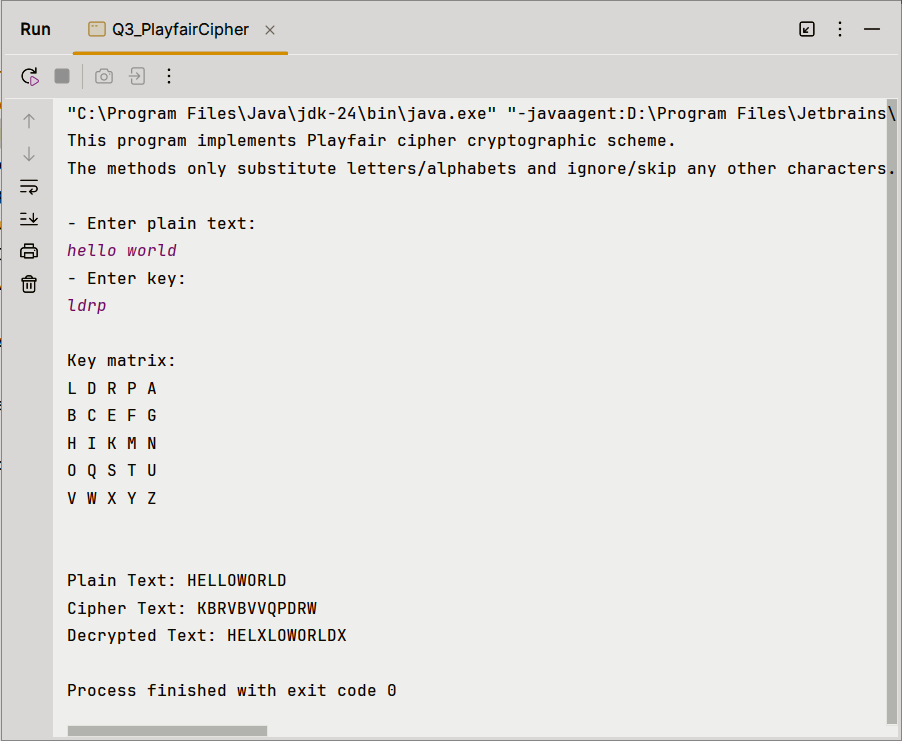 Run Q3_PlayfairCipher
"C:\Program Files\Java\jdk-24\bin\java.exe" "-javaagent:D:\Program Files\Jetbrains\
This program implements Playfair cipher cryptographic scheme.
The methods only substitute letters/alphabets and ignore/skip any other characters.
- Enter plain text:
hello world
- Enter key:
ldrp
Key matrix:
L D R P A
B C E F G
H I K M N
O Q S T U
V W X Y Z
Plain Text: HELLOWORLD
Cipher Text: KBRVBVVQPDRW
Decrypted Text: HELXLOWORLDX
Process finished with exit code 0